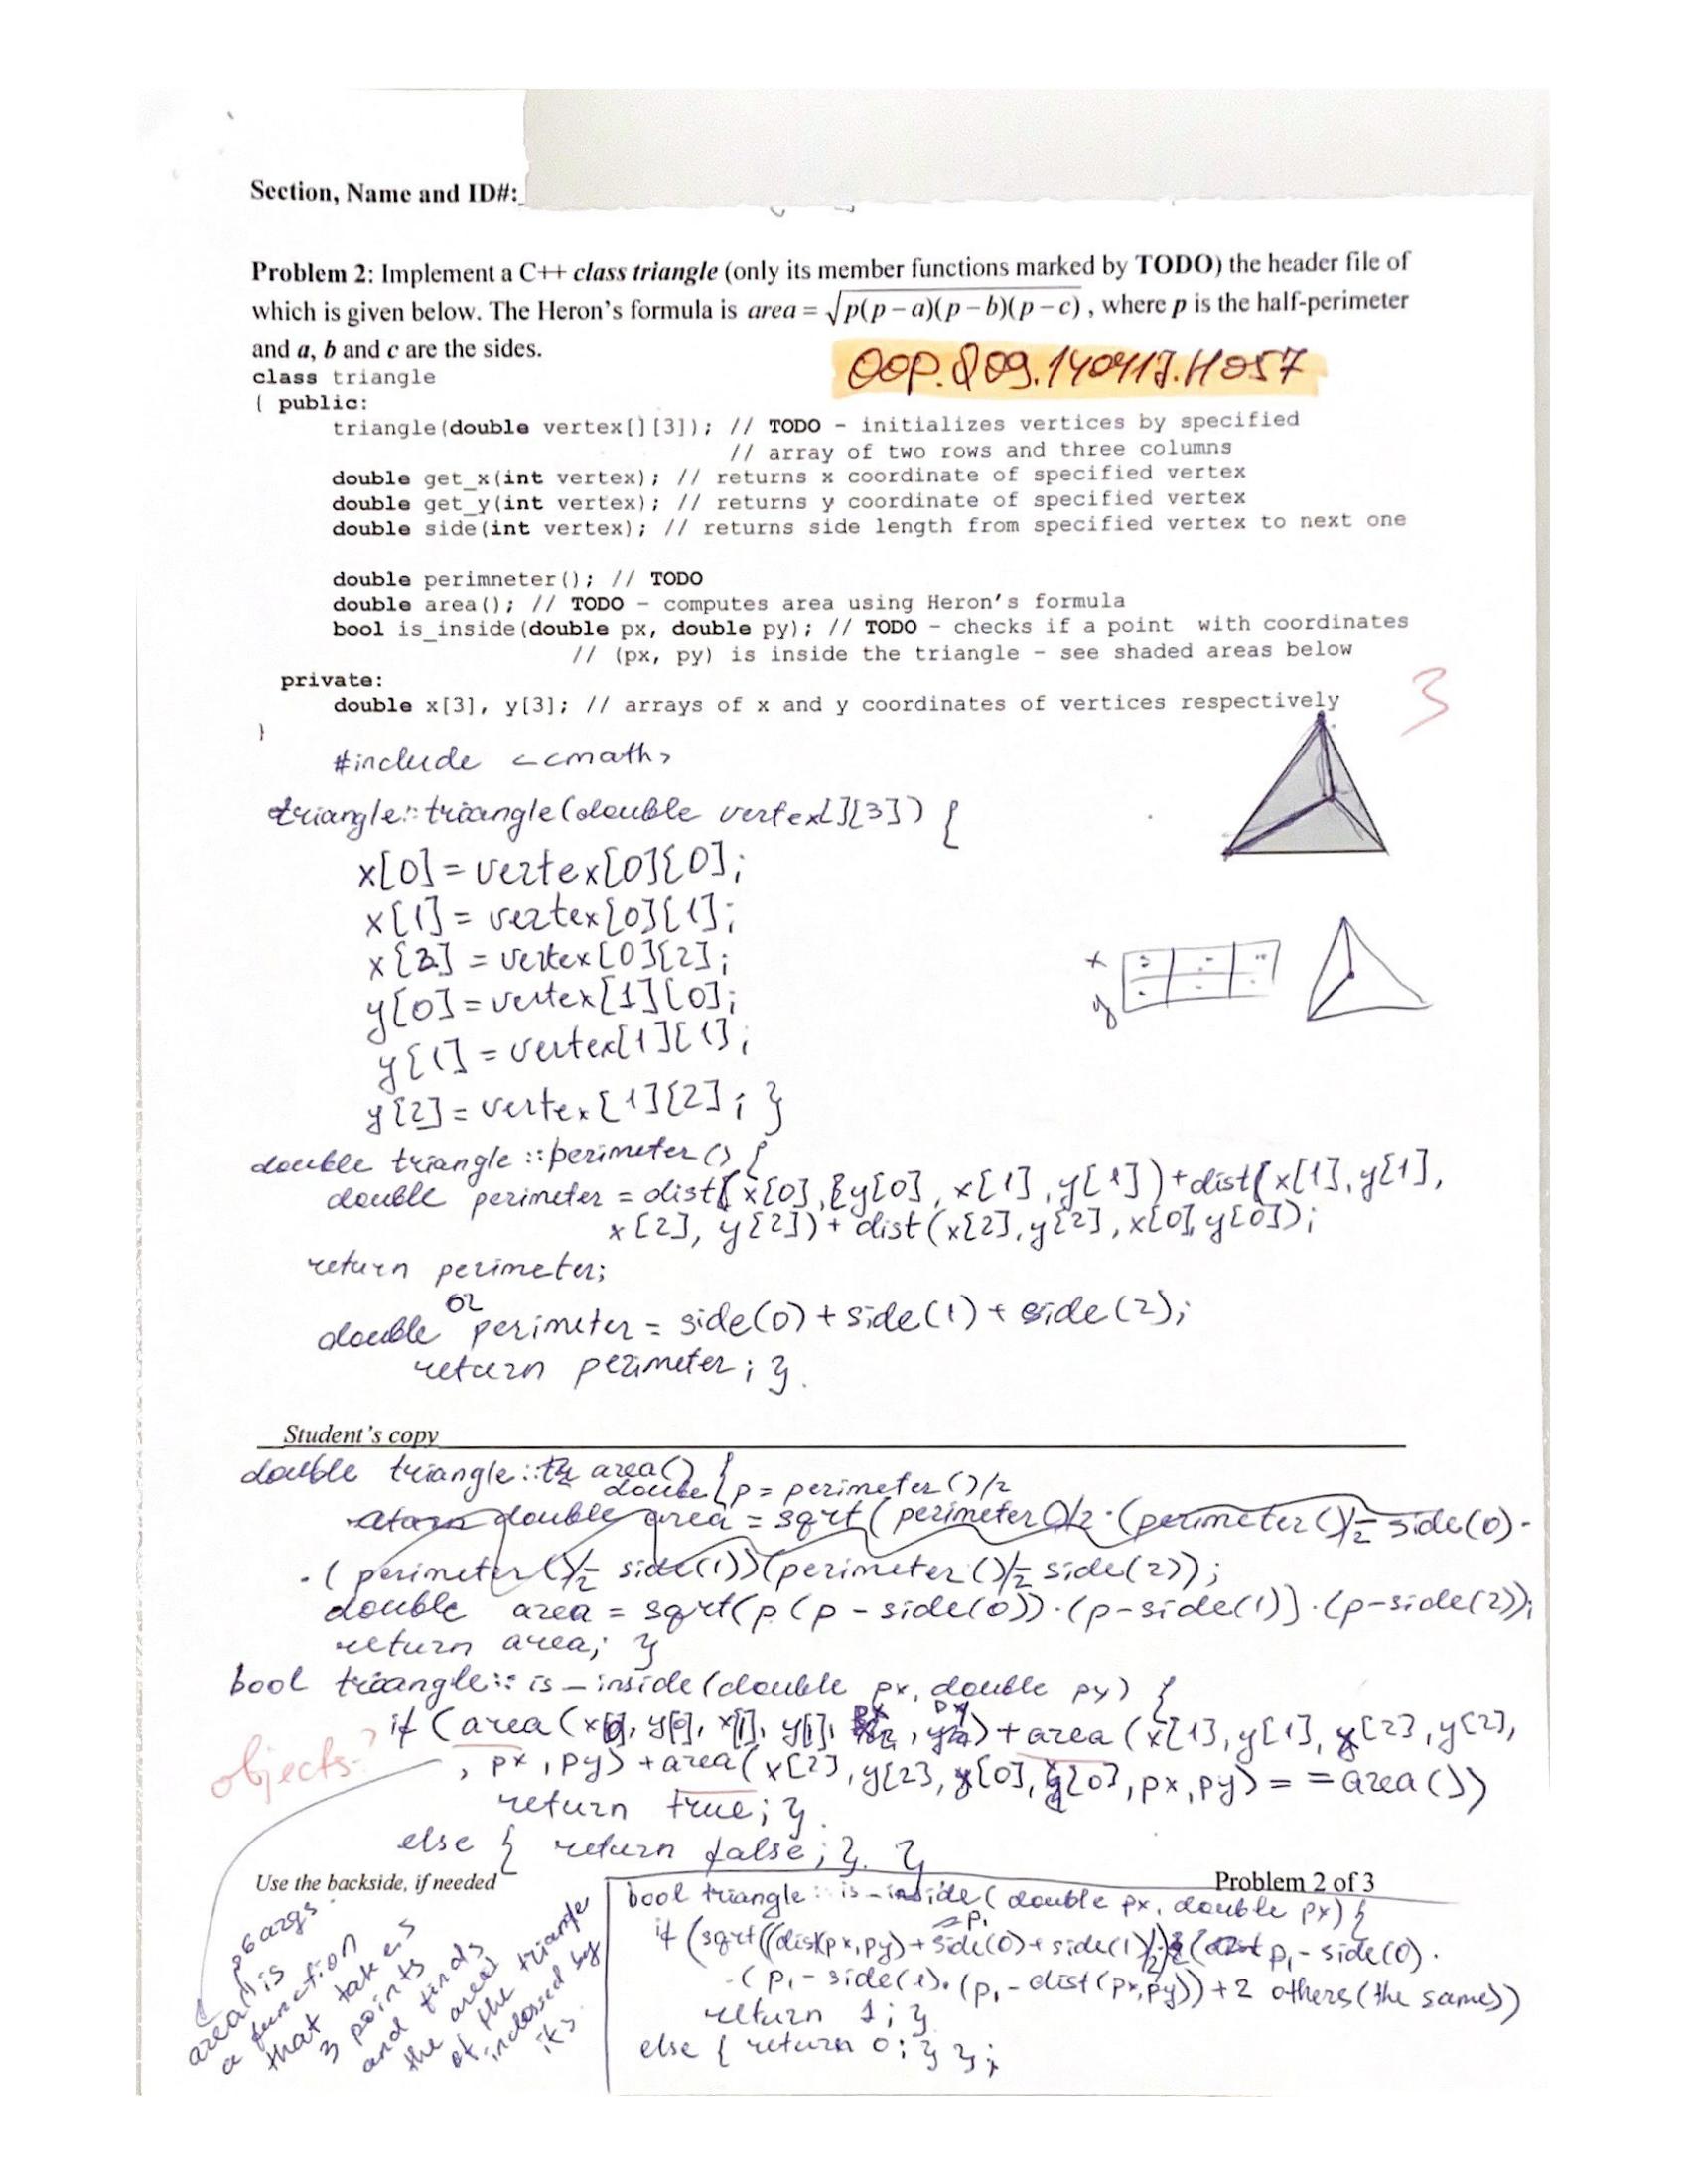 Section, Name and ID#:
Problem 2: Implement a C++ class triangle (only its member functions marked by TODO) the header file of
which is given below. The Heron's formula is area = √p(p – a)(p – b)(p – c) , where p is the half-perimeter
and a, b and c are the sides.
OOP.Q09.140417.H057
class triangle
{ public:
triangle(double vertex[][3]); // TODO – initializes vertices by specified
// array of two rows and three columns
double get_x(int vertex); // returns x coordinate of specified vertex
double get_y(int vertex); // returns y coordinate of specified vertex
double side(int vertex); // returns side length from specified vertex to next one
double perimneter(); // TODO
double area(); // TODO – computes area using Heron's formula
bool is_inside(double px, double py); // TODO – checks if a point with coordinates
// (px, py) is inside the triangle – see shaded areas below
private:
double x[3], y[3]; // arrays of x and y coordinates of vertices respectively
}
3
#include <cmath>
triangle::triangle(double vertex[][3]) {
x[0] = vertex[0][0];
x[1] = vertex[0][1];
x[2] = vertex[0][2];
y[0] = vertex[1][0];
y[1] = vertex[1][1];
y[2] = vertex[1][2]; }
x
y
double triangle::perimeter() {
double perimeter = dist(x[0], y[0], x[1], y[1]) + dist(x[1], y[1],
x[2], y[2]) + dist(x[2], y[2], x[0], y[0]);
return perimeter;
or
double perimeter = side(0) + side(1) + side(2);
return perimeter; }
Student's copy
double triangle:: area() {
double p = perimeter()/2
double area = sqrt(perimeter()/2 · (perimeter()/2 – side(0) ·
· (perimeter()/2 – side(1))(perimeter()/2 – side(2));
double area = sqrt(p (p – side(0)) · (p – side(1)) · (p – side(2));
return area; }
bool triangle:: is_inside(double px, double py) {
if (area(x[0], y[0], x[1], y[1], px, py) + area(x[1], y[1], x[2], y[2],
objects ?
, px, py) + area(x[2], y[2], x[0], y[0], px, py) == area())
return true; }
else { return false; } }
Use the backside, if needed
Problem 2 of 3
area is
6 args
a function
that takes
3 points
and finds
the area
of the triangle
inclosed by
its
bool triangle:: is_inside(double px, double px) {
=p1
if (sqrt((dist(px,py) + side(0) + side(1))/2)·( p1 – side(0) ·
· (p1 – side(1) · (p1 – dist(px,py)) + 2 others (the same))
return 1; }
else { return 0; } };